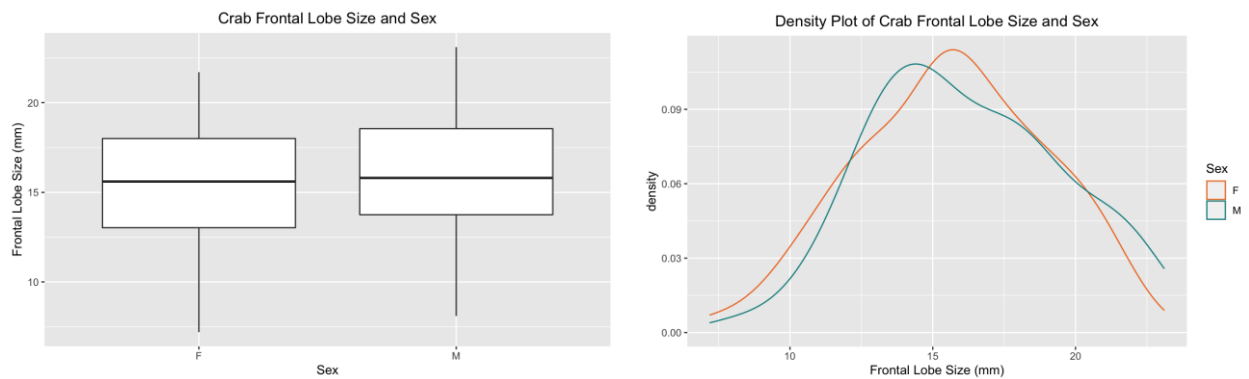 Crab Frontal Lobe Size and Sex
Frontal Lobe Size (mm)
20
15
10
F
M
Sex
Density Plot of Crab Frontal Lobe Size and Sex
density
0.09
0.06
0.03
0.00
10
15
20
Frontal Lobe Size (mm)
Sex
F
M